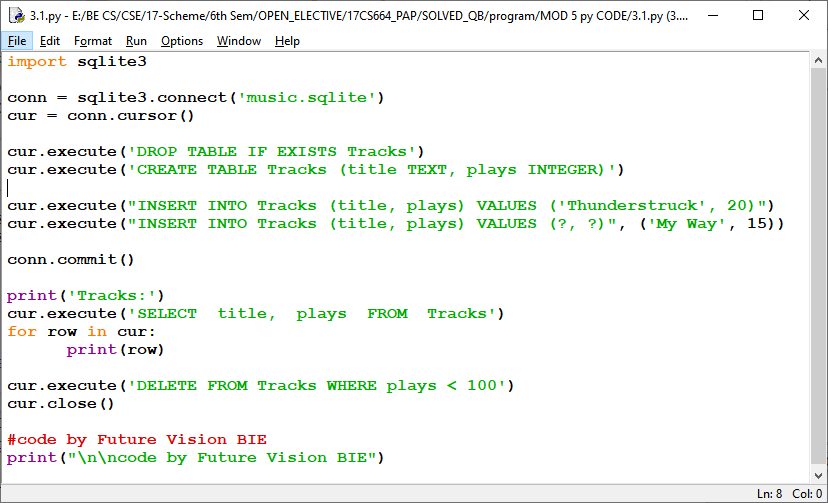 3.1.py - E:/BE CS/CSE/17-Scheme/6th Sem/OPEN_ELECTIVE/17CS664_PAP/SOLVED_QB/program/MOD 5 py CODE/3.1.py (3....
File Edit Format Run Options Window Help
import sqlite3
conn = sqlite3.connect('music.sqlite')
cur = conn.cursor()
cur.execute('DROP TABLE IF EXISTS Tracks')
cur.execute('CREATE TABLE Tracks (title TEXT, plays INTEGER)')
cur.execute("INSERT INTO Tracks (title, plays) VALUES ('Thunderstruck', 20)")
cur.execute("INSERT INTO Tracks (title, plays) VALUES (?, ?)", ('My Way', 15))
conn.commit()
print('Tracks:')
cur.execute('SELECT  title,  plays  FROM  Tracks')
for row in cur:
      print(row)
cur.execute('DELETE FROM Tracks WHERE plays < 100')
cur.close()
#code by Future Vision BIE
print("\n\ncode by Future Vision BIE")
Ln: 8 Col: 0